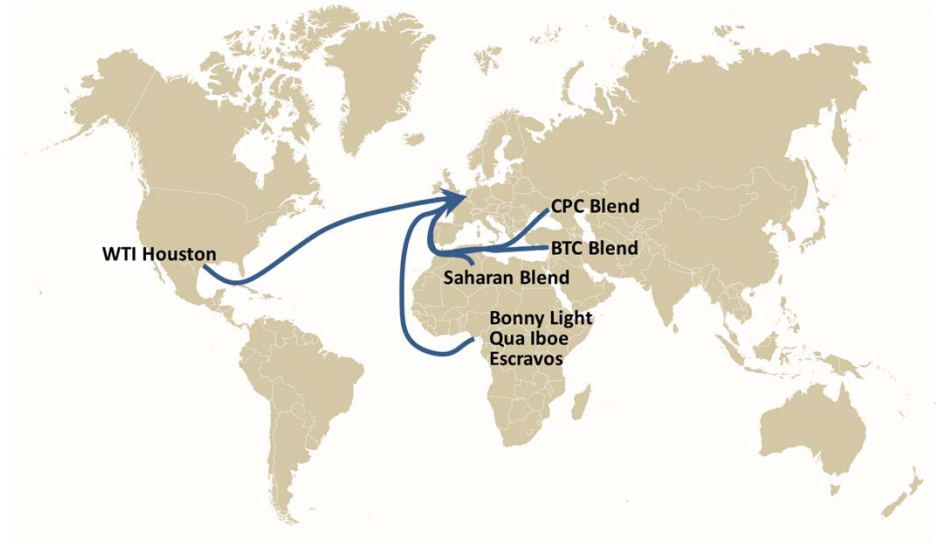 CPC Blend
WTI Houston
BTC Blend
Saharan Blend
Bonny Light
Qua Iboe
Escravos